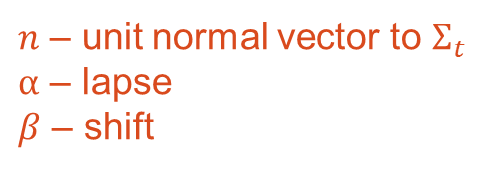 n – unit normal vector to Σₜ
α – lapse
β – shift